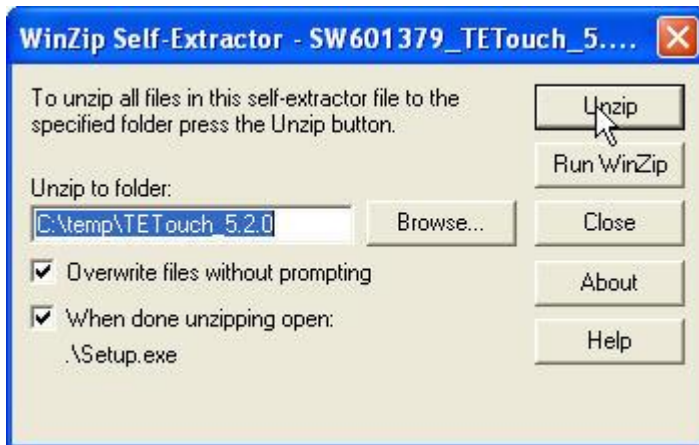 WinZip Self-Extractor - SW601379_TETouch_5....
To unzip all files in this self-extractor file to the
specified folder press the Unzip button.
Unzip to folder:
C:\temp\TETouch_5.2.0
Browse...
Overwrite files without prompting
When done unzipping open:
.\Setup.exe
Unzip
Run WinZip
Close
About
Help